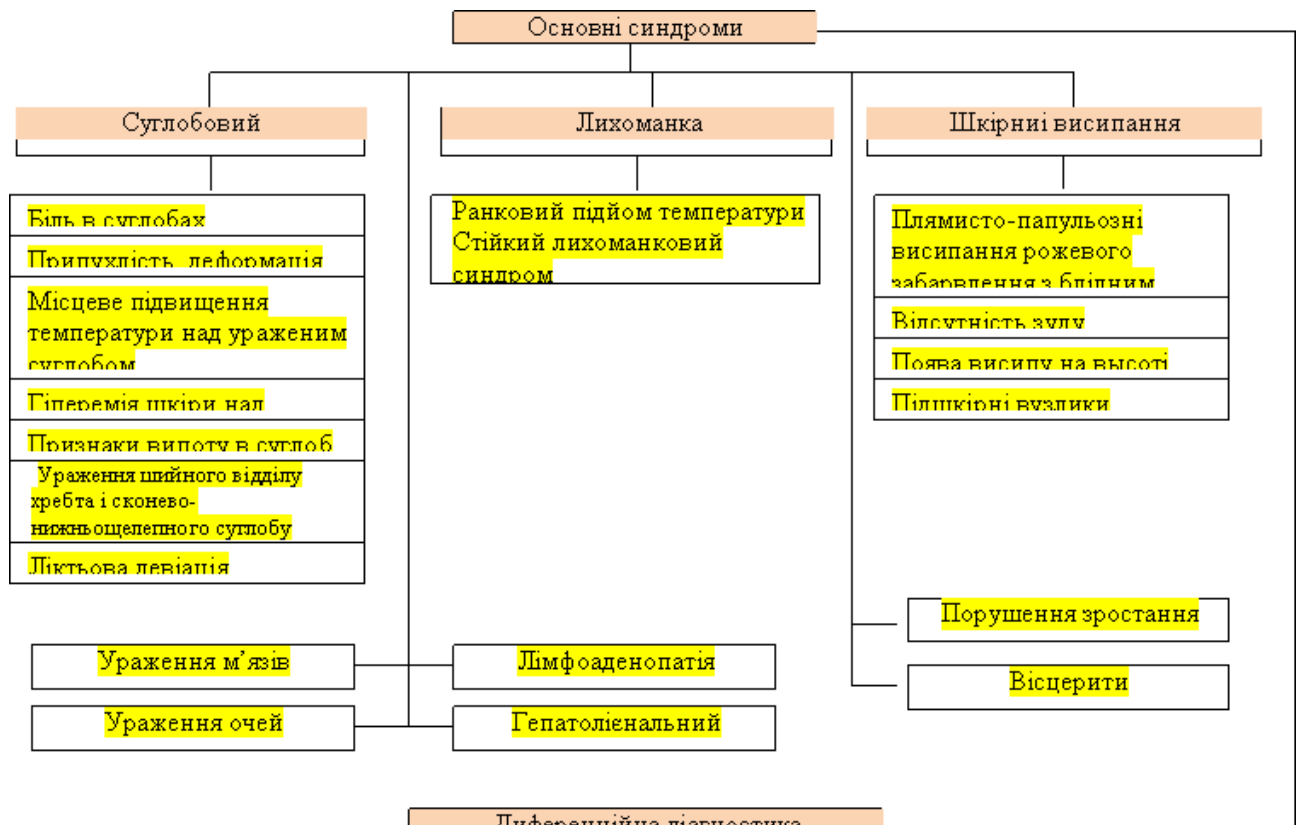 Основні синдроми
Суглобовий
Лихоманка
Шкірниі висипання
Біль в суглобах
Припухлість, деформація
Місцеве підвищення
температури над ураженим
суглобом
Гіперемія шкіри над
Признаки випоту в суглоб
Ураження шийного відділу
хребта і сконево-
нижньощелепного суглобу
Ліктьова девіація
Ранковий підйом температури
Стійкий лихоманковий
синдром
Плямисто-папульозні
висипання рожевого
забарвлення з блідним
Відсутність зуду
Поява висипу на высоті
Підшкірні вузлики
Порушення зростання
Вісцерити
Ураження м’язів
Лімфоаденопатія
Ураження очей
Гепатолієнальний
Диференційна діагностика